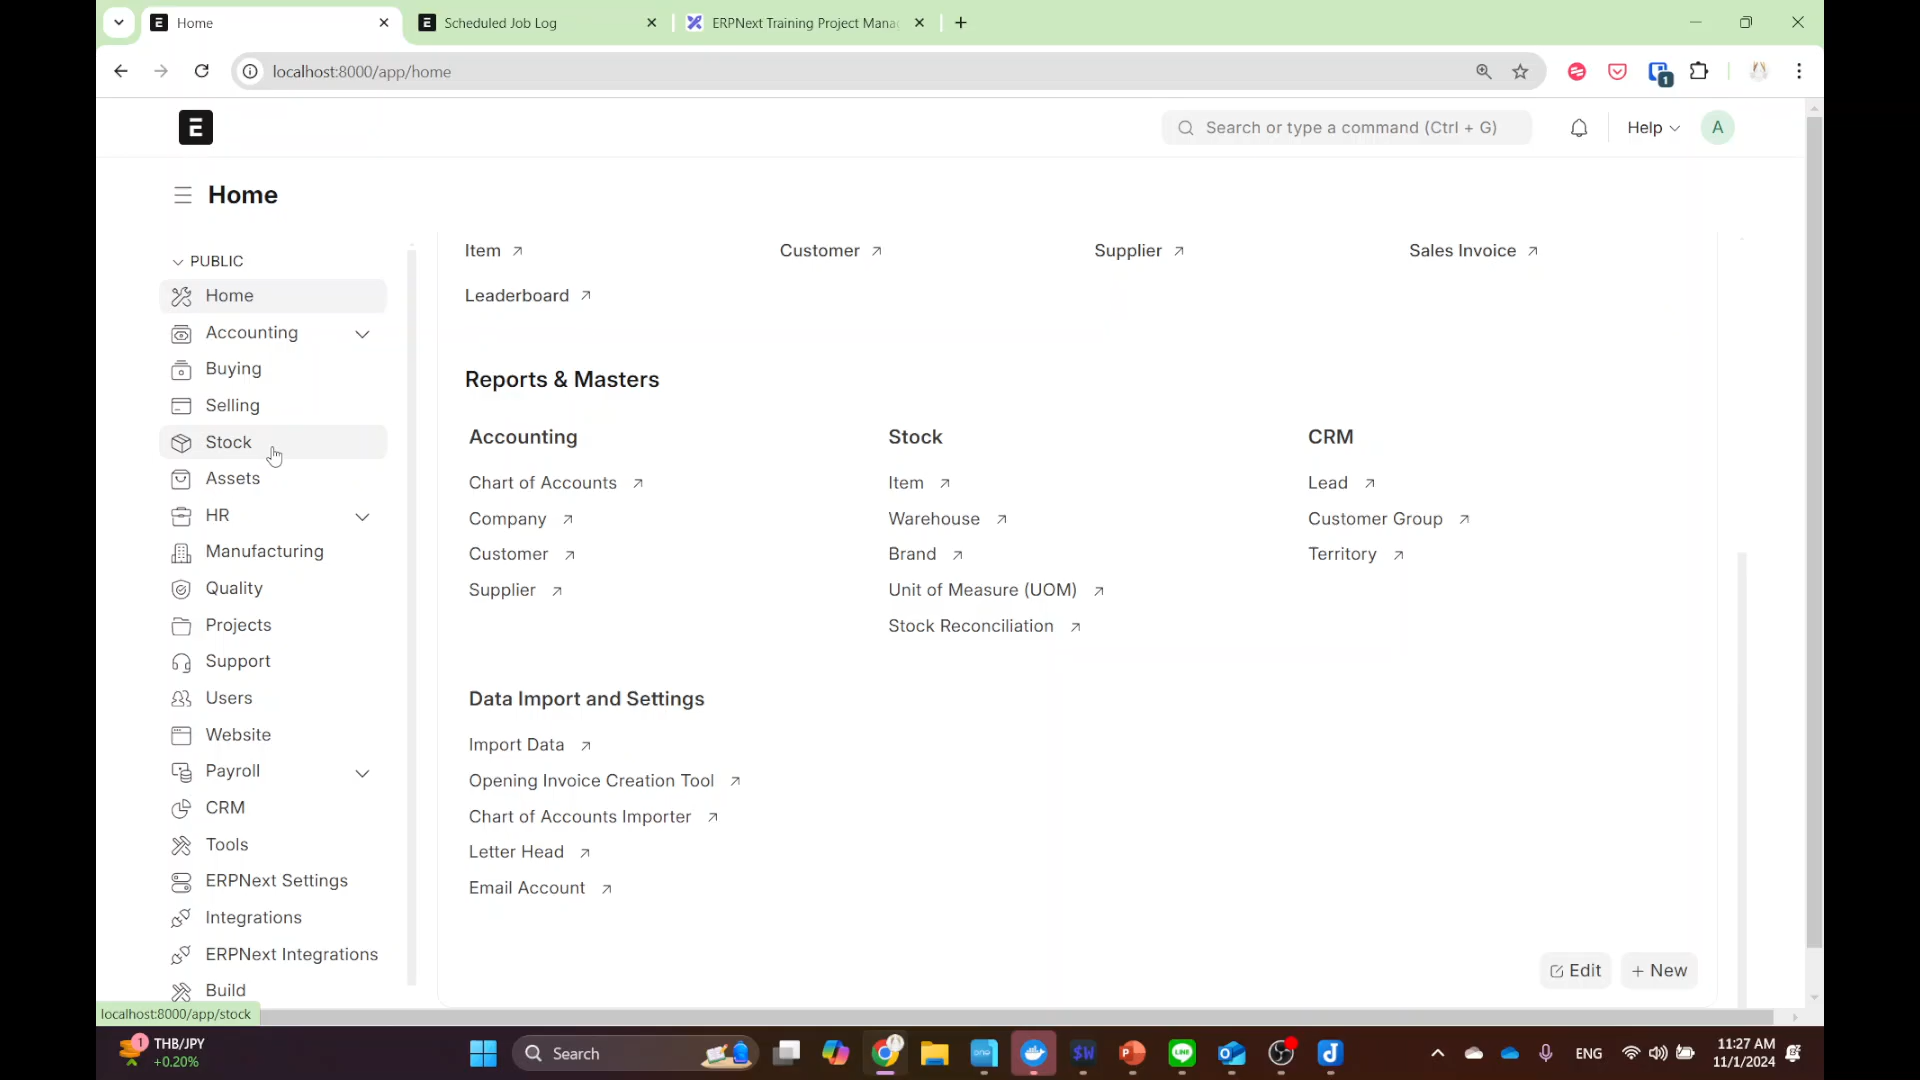 Home
Scheduled Job Log
ERPNext Training Project Mana
localhost:8000/app/home
1
E
Search or type a command (Ctrl + G)
Help
A
Home
PUBLIC
Home
Accounting
Buying
Selling
Stock
Assets
HR
Manufacturing
Quality
Projects
Support
Users
Website
Payroll
CRM
Tools
ERPNext Settings
Integrations
ERPNext Integrations
Build
Item
Customer
Supplier
Sales Invoice
Leaderboard
Reports & Masters
Accounting
Chart of Accounts
Company
Customer
Supplier
Stock
Item
Warehouse
Brand
Unit of Measure (UOM)
Stock Reconciliation
CRM
Lead
Customer Group
Territory
Data Import and Settings
Import Data
Opening Invoice Creation Tool
Chart of Accounts Importer
Letter Head
Email Account
Edit
+ New
localhost:8000/app/stock
1
THB/JPY
+0.20%
Search
ENG
11:27 AM
11/1/2024